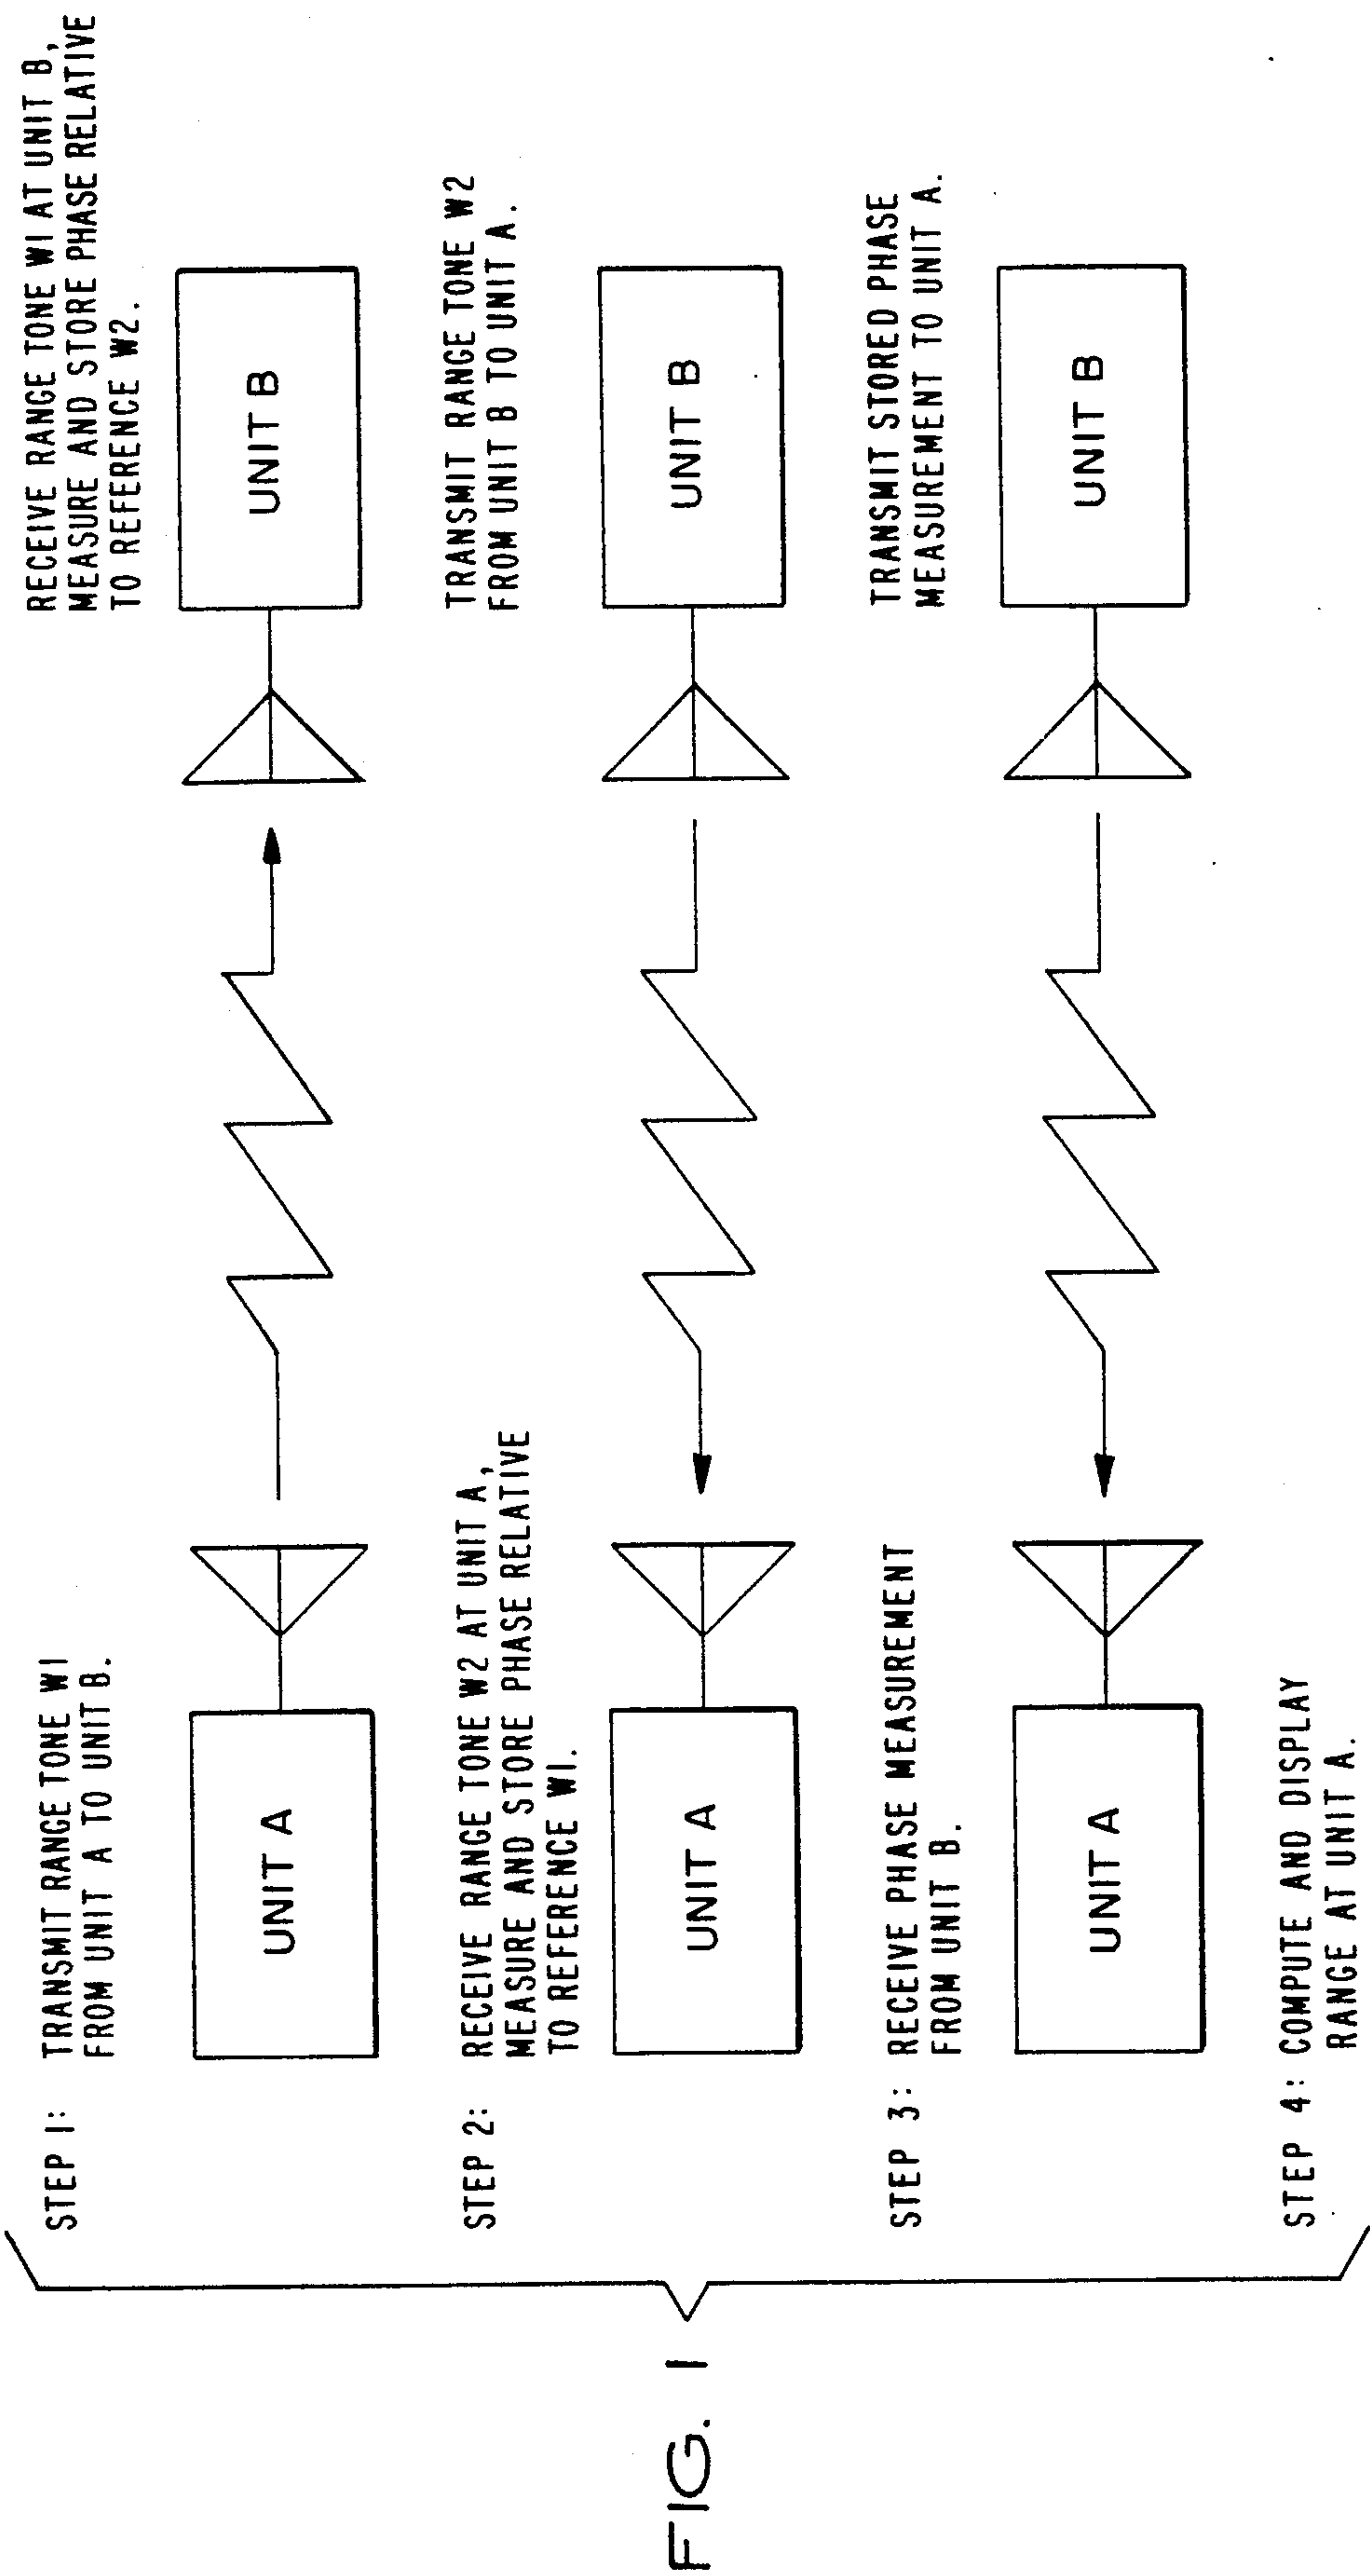 STEP 1:
TRANSMIT RANGE TONE W1
FROM UNIT A TO UNIT B.
RECEIVE RANGE TONE W1 AT UNIT B,
MEASURE AND STORE PHASE RELATIVE
TO REFERENCE W2.
UNIT A
UNIT B
STEP 2:
RECEIVE RANGE TONE W2 AT UNIT A,
MEASURE AND STORE PHASE RELATIVE
TO REFERENCE W1.
TRANSMIT RANGE TONE W2
FROM UNIT B TO UNIT A.
UNIT A
UNIT B
STEP 3:
RECEIVE PHASE MEASUREMENT
FROM UNIT B.
TRANSMIT STORED PHASE
MEASUREMENT TO UNIT A.
UNIT A
UNIT B
STEP 4: COMPUTE AND DISPLAY
RANGE AT UNIT A.
FIG. 1